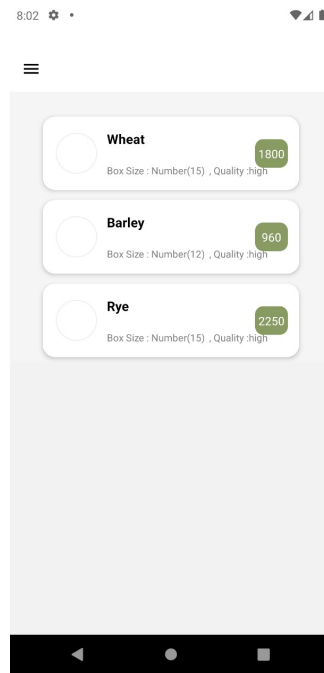 8:02
Wheat
1800
Box Size : Number(15) , Quality :high
Barley
960
Box Size : Number(12) , Quality :high
Rye
2250
Box Size : Number(15) , Quality :high